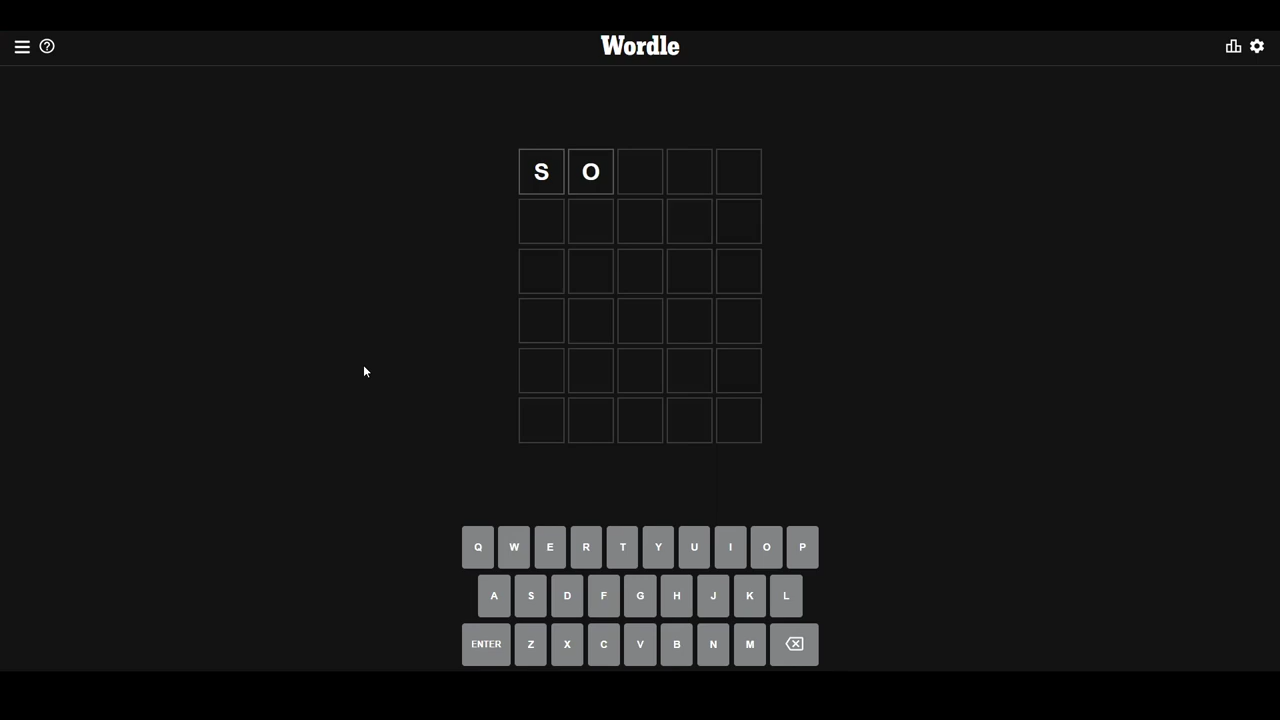 Wordle
S O
Q W E R T Y U I O P
A S D F G H J K L
ENTER Z X C V B N M